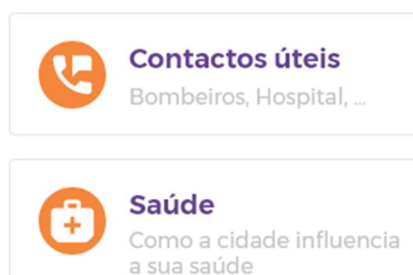 Contactos úteis
Bombeiros, Hospital, ...
Saúde
Como a cidade influencia
a sua saúde